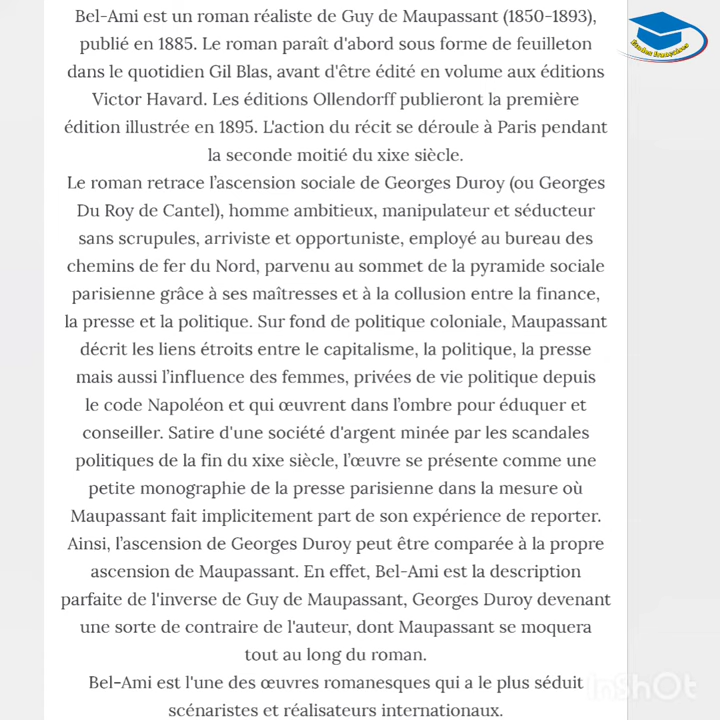 Bel-Ami est un roman réaliste de Guy de Maupassant (1850-1893),
publié en 1885. Le roman paraît d'abord sous forme de feuilleton
dans le quotidien Gil Blas, avant d'être édité en volume aux éditions
Victor Havard. Les éditions Ollendorff publieront la première
édition illustrée en 1895. L'action du récit se déroule à Paris pendant
la seconde moitié du xixe siècle.
Le roman retrace l’ascension sociale de Georges Duroy (ou Georges
Du Roy de Cantel), homme ambitieux, manipulateur et séducteur
sans scrupules, arriviste et opportuniste, employé au bureau des
chemins de fer du Nord, parvenu au sommet de la pyramide sociale
parisienne grâce à ses maîtresses et à la collusion entre la finance,
la presse et la politique. Sur fond de politique coloniale, Maupassant
décrit les liens étroits entre le capitalisme, la politique, la presse
mais aussi l’influence des femmes, privées de vie politique depuis
le code Napoléon et qui œuvrent dans l’ombre pour éduquer et
conseiller. Satire d'une société d'argent minée par les scandales
politiques de la fin du xixe siècle, l’œuvre se présente comme une
petite monographie de la presse parisienne dans la mesure où
Maupassant fait implicitement part de son expérience de reporter.
Ainsi, l’ascension de Georges Duroy peut être comparée à la propre
ascension de Maupassant. En effet, Bel-Ami est la description
parfaite de l'inverse de Guy de Maupassant, Georges Duroy devenant
une sorte de contraire de l'auteur, dont Maupassant se moquera
tout au long du roman.
Bel-Ami est l'une des œuvres romanesques qui a le plus séduit
scénaristes et réalisateurs internationaux.
Etudes françaises
InShOt